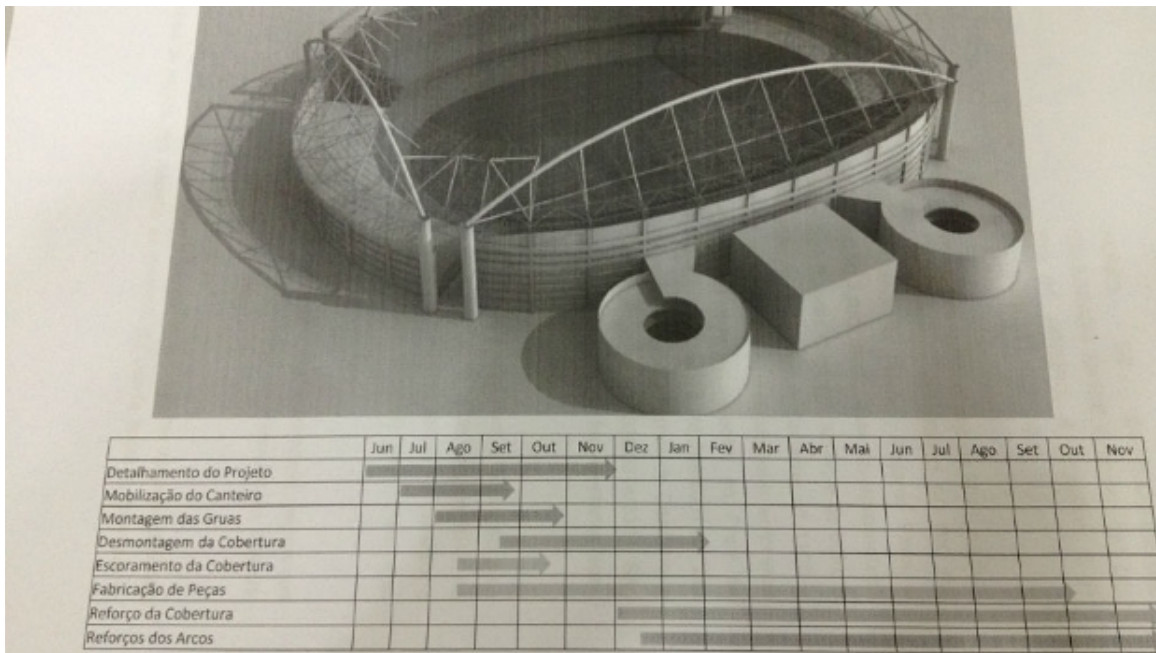 Jun Jul Ago Set Out Nov Dez Jan Fev Mar Abr Mai Jun Jul Ago Set Out Nov
Detalhamento do Projeto
Mobilização do Canteiro
Montagem das Gruas
Desmontagem da Cobertura
Escoramento da Cobertura
Fabricação de Peças
Reforço da Cobertura
Reforços dos Arcos